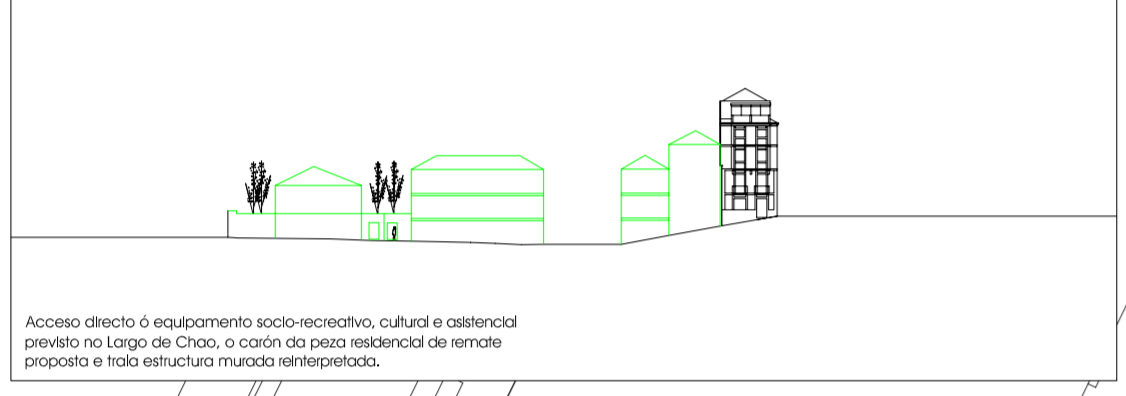 Acceso directo ó equipamento socio-recreativo, cultural e asistencial
previsto no Largo de Chao, o carón da peza residencial de remate
proposta e trala estructura murada reinterpretada.